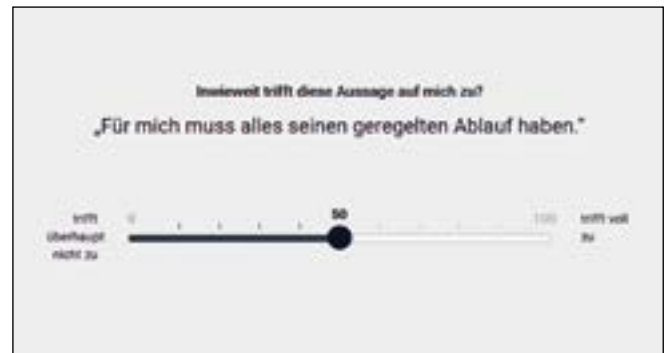 Inwieweit trifft diese Aussage auf mich zu?
„Für mich muss alles seinen geregelten Ablauf haben."
50
0
100
trifft
überhaupt
nicht zu
trifft voll
zu